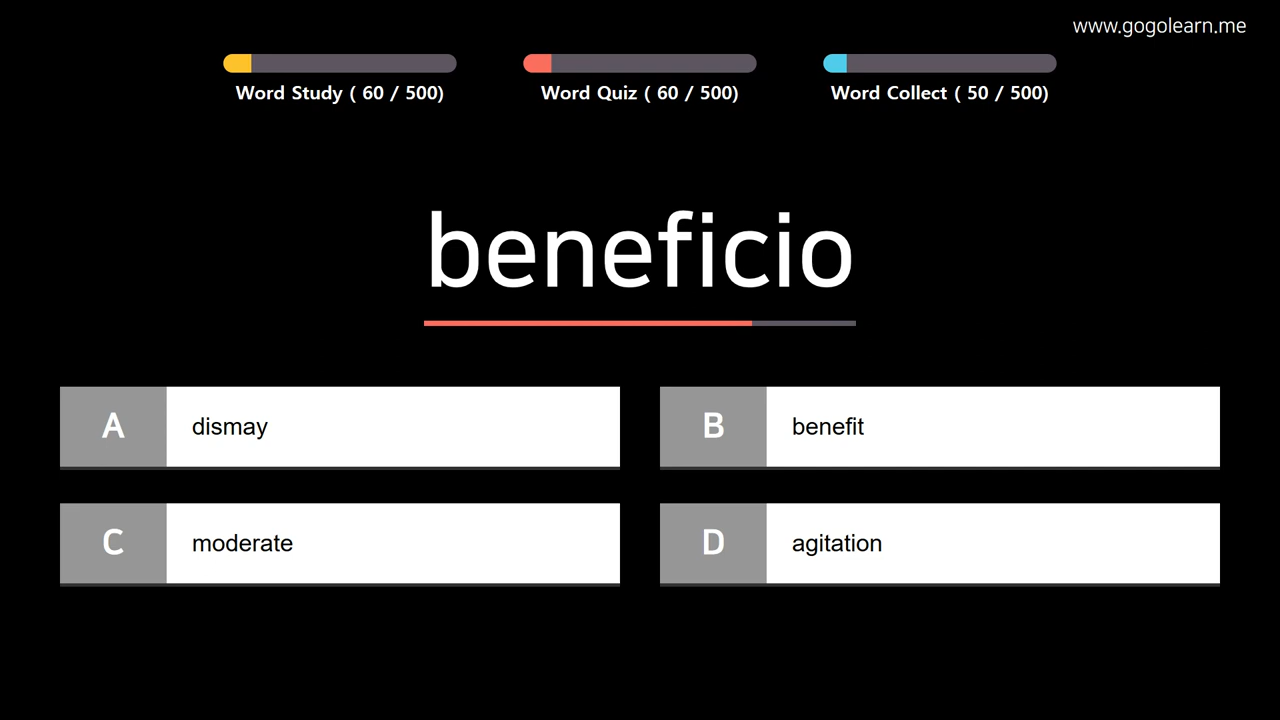 www.gogolearn.me
Word Study ( 60 / 500)
Word Quiz ( 60 / 500)
Word Collect ( 50 / 500)
beneficio
A dismay
B benefit
C moderate
D agitation